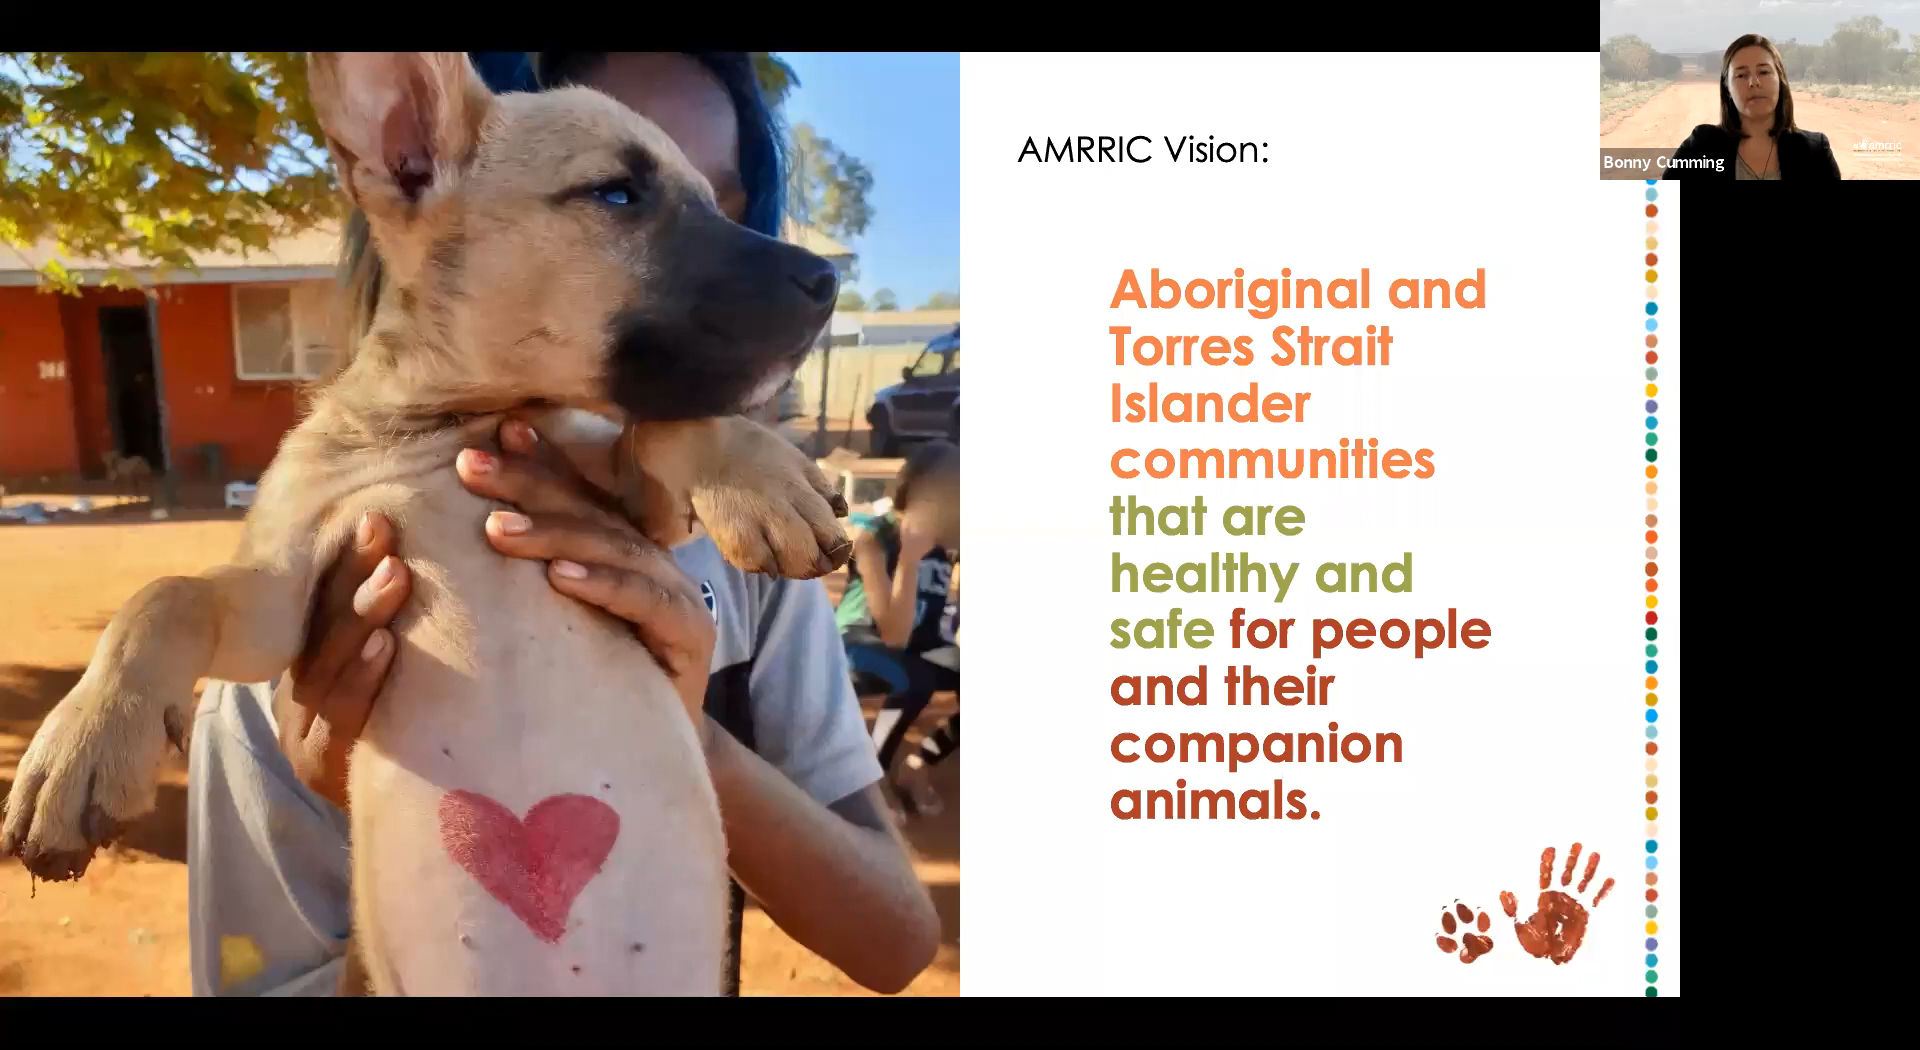 AMRRIC Vision:
Aboriginal and
Torres Strait
Islander
communities
that are
healthy and
safe for people
and their
companion
animals.
Bonny Cumming
amrric